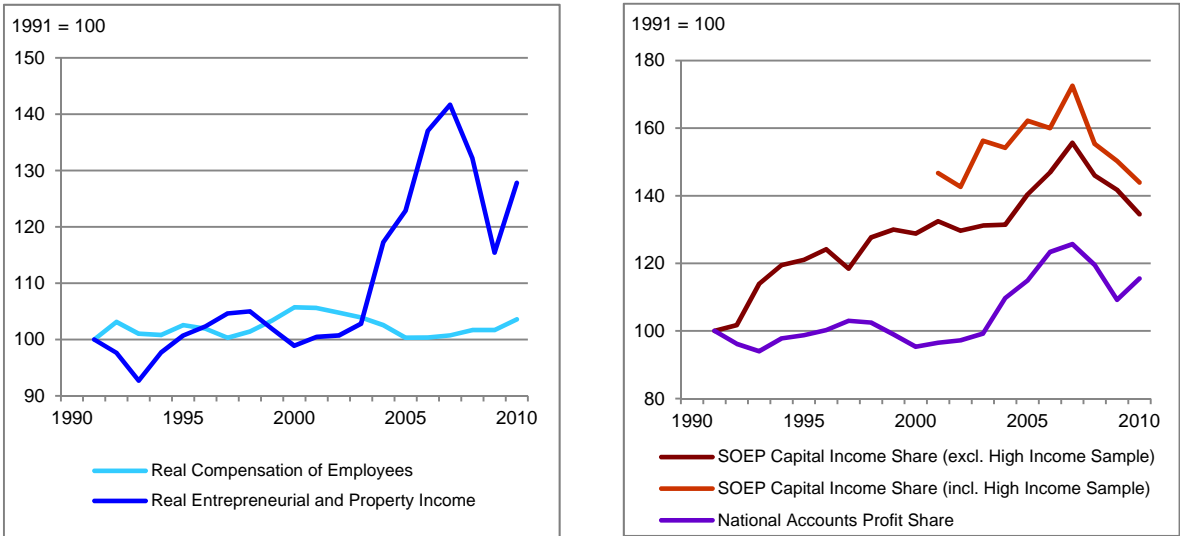 1991 = 100
150
140
130
120
110
100
90
1990 1995 2000 2005 2010
Real Compensation of Employees
Real Entrepreneurial and Property Income
1991 = 100
180
160
140
120
100
80
1990 1995 2000 2005 2010
SOEP Capital Income Share (excl. High Income Sample)
SOEP Capital Income Share (incl. High Income Sample)
National Accounts Profit Share